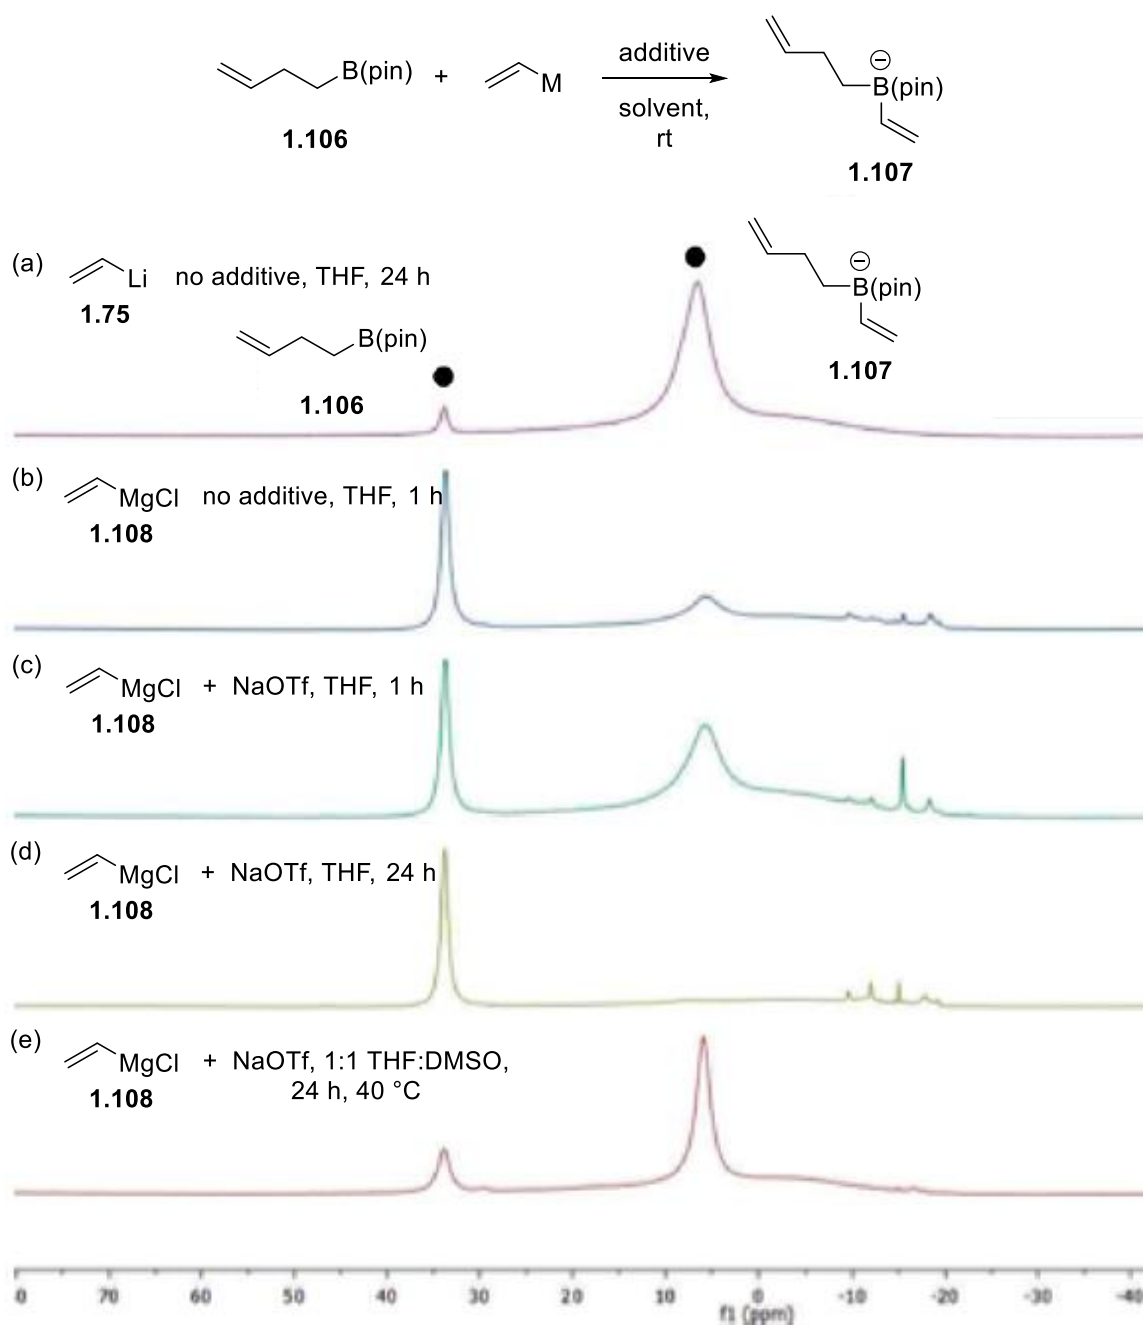 B(pin) + M additive
solvent,
rt
B(pin)
1.106
1.107
(a) Li no additive, THF, 24 h
1.75
B(pin)
1.106
B(pin)
1.107
(b) MgCl no additive, THF, 1 h
1.108
(c) MgCl + NaOTf, THF, 1 h
1.108
(d) MgCl + NaOTf, THF, 24 h
1.108
(e) MgCl + NaOTf, 1:1 THF:DMSO,
24 h, 40 °C
1.108
0 70 60 50 40 30 20 10 0 -10 -20 -30 -40
f1 (ppm)